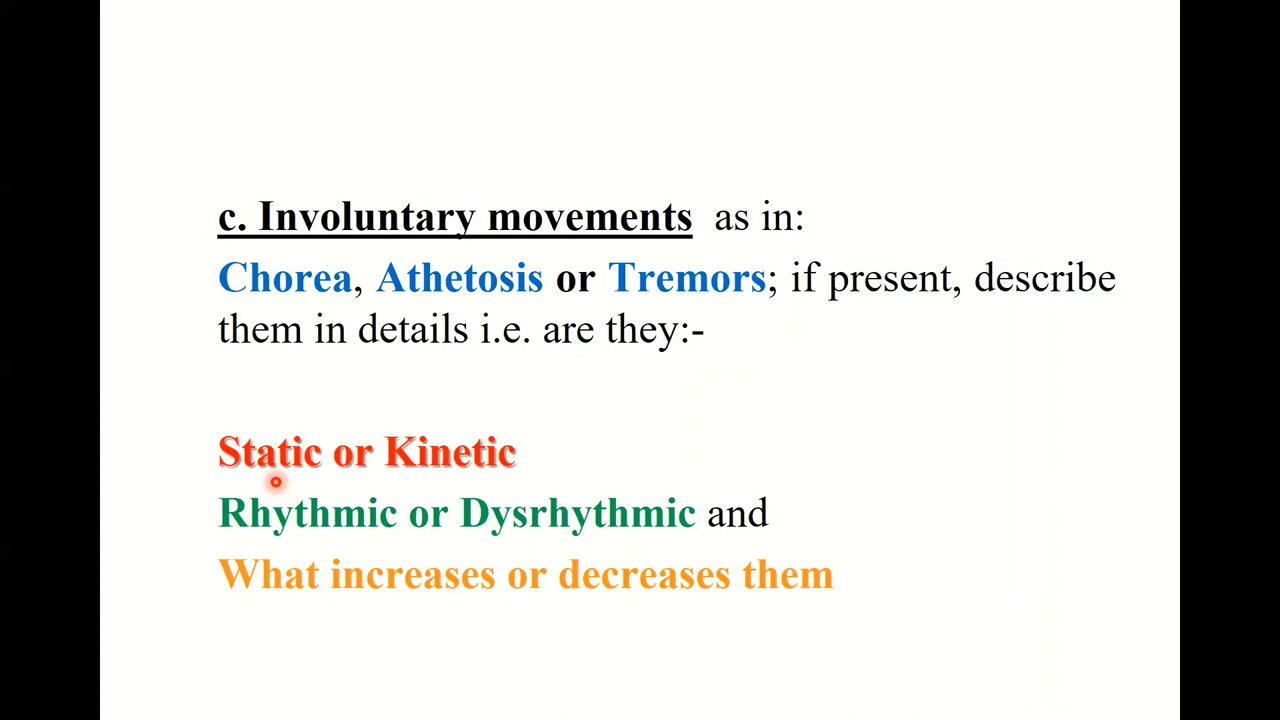 c. Involuntary movements as in:
Chorea, Athetosis or Tremors; if present, describe
them in details i.e. are they:-
Static or Kinetic
Rhythmic or Dysrhythmic and
What increases or decreases them